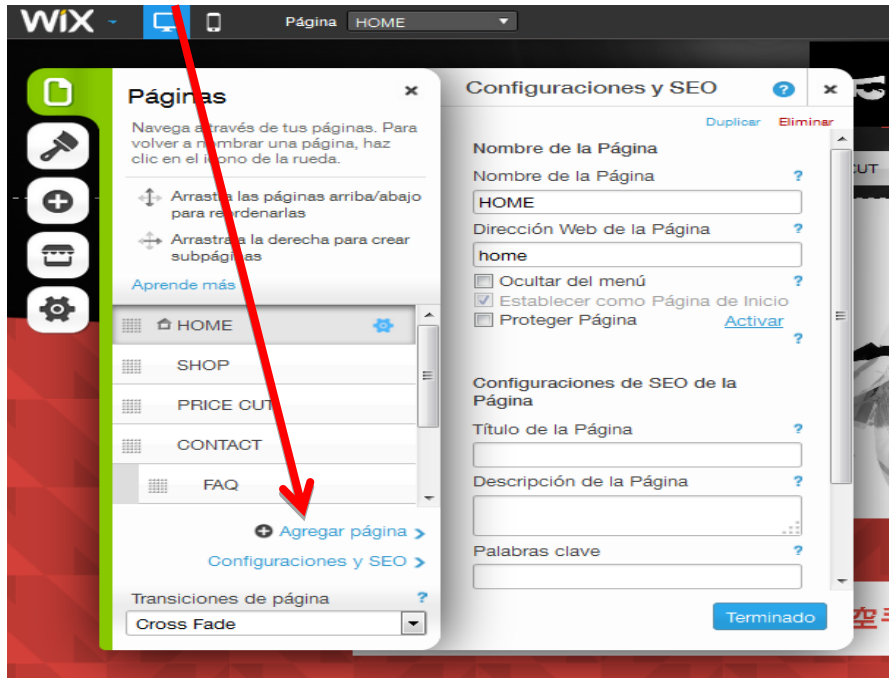 WiX
Página HOME
Páginas
Navega a través de tus páginas. Para
volver a nombrar una página, haz
clic en el icono de la rueda.
Arrastra las páginas arriba/abajo
para reordenarlas
Arrastra a la derecha para crear
subpáginas
Aprende más
HOME
SHOP
PRICE CUT
CONTACT
FAQ
Agregar página >
Configuraciones y SEO >
Transiciones de página ?
Cross Fade
Configuraciones y SEO ? ×
Duplicar Eliminar
Nombre de la Página
Nombre de la Página ?
HOME
Dirección Web de la Página ?
home
Ocultar del menú ?
Establecer como Página de Inicio
Proteger Página Activar
?
Configuraciones de SEO de la
Página
Título de la Página ?
Descripción de la Página ?
Palabras clave ?
Terminado
CUT
空手